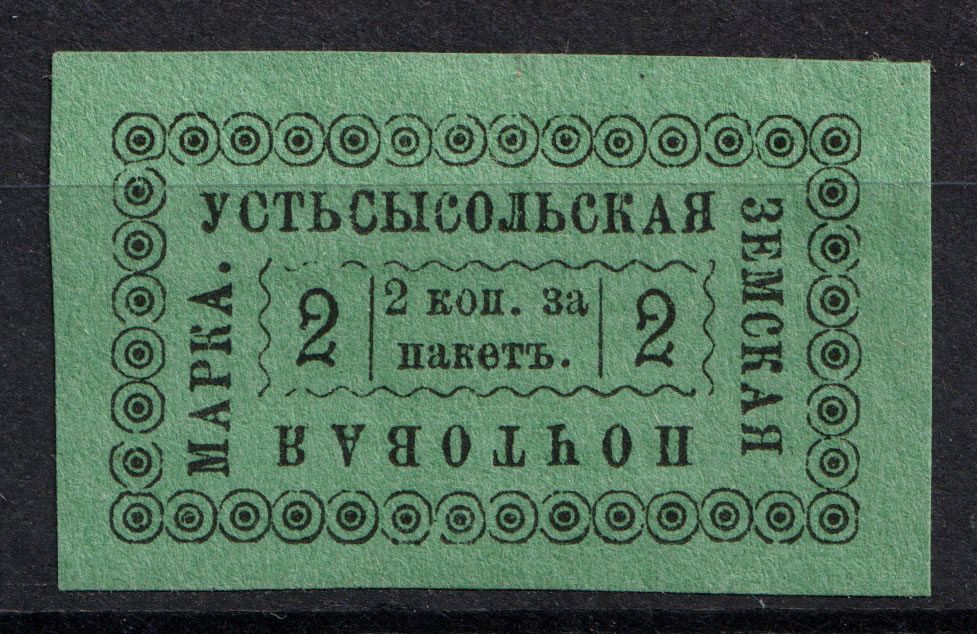 УСТЬСЫСОЛЬСКАЯ
ЗЕМСКАЯ
ПОЧТОВАЯ
МАРКА.
2
2 коп. за
пакетъ.
2